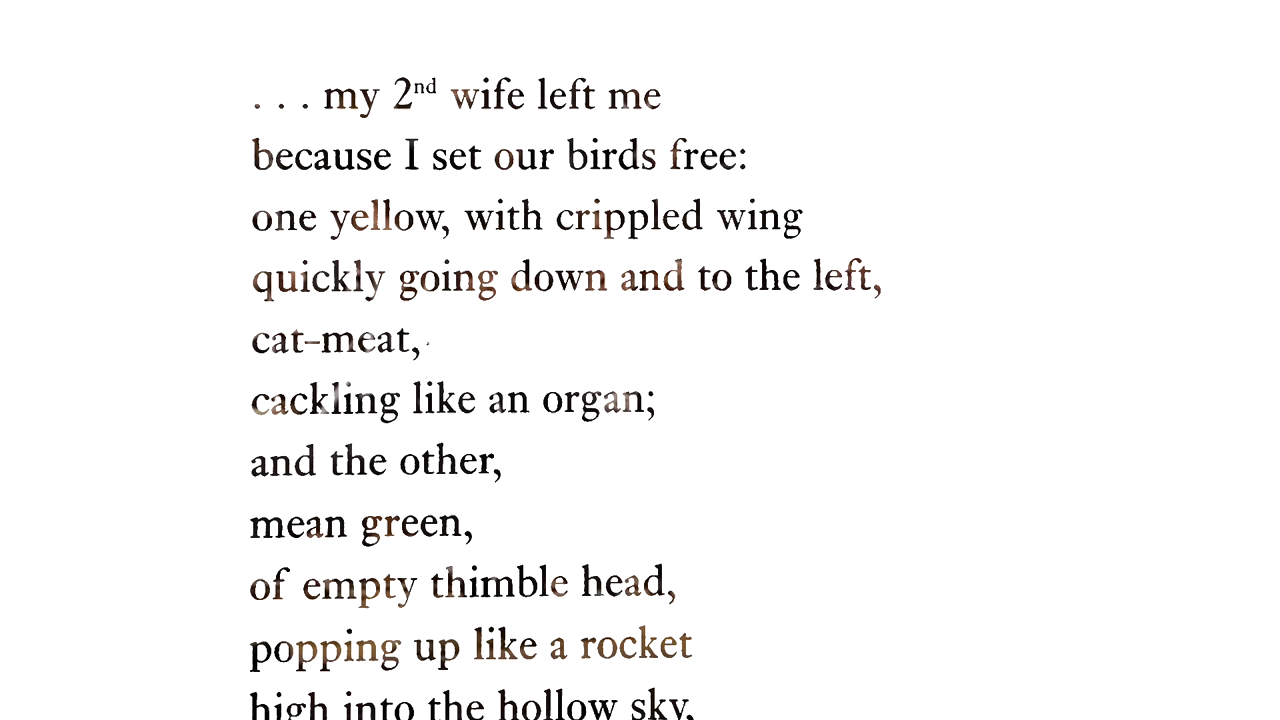 . . . my 2nd wife left me
because I set our birds free:
one yellow, with crippled wing
quickly going down and to the left,
cat-meat,
cackling like an organ;
and the other,
mean green,
of empty thimble head,
popping up like a rocket
high into the hollow sky,